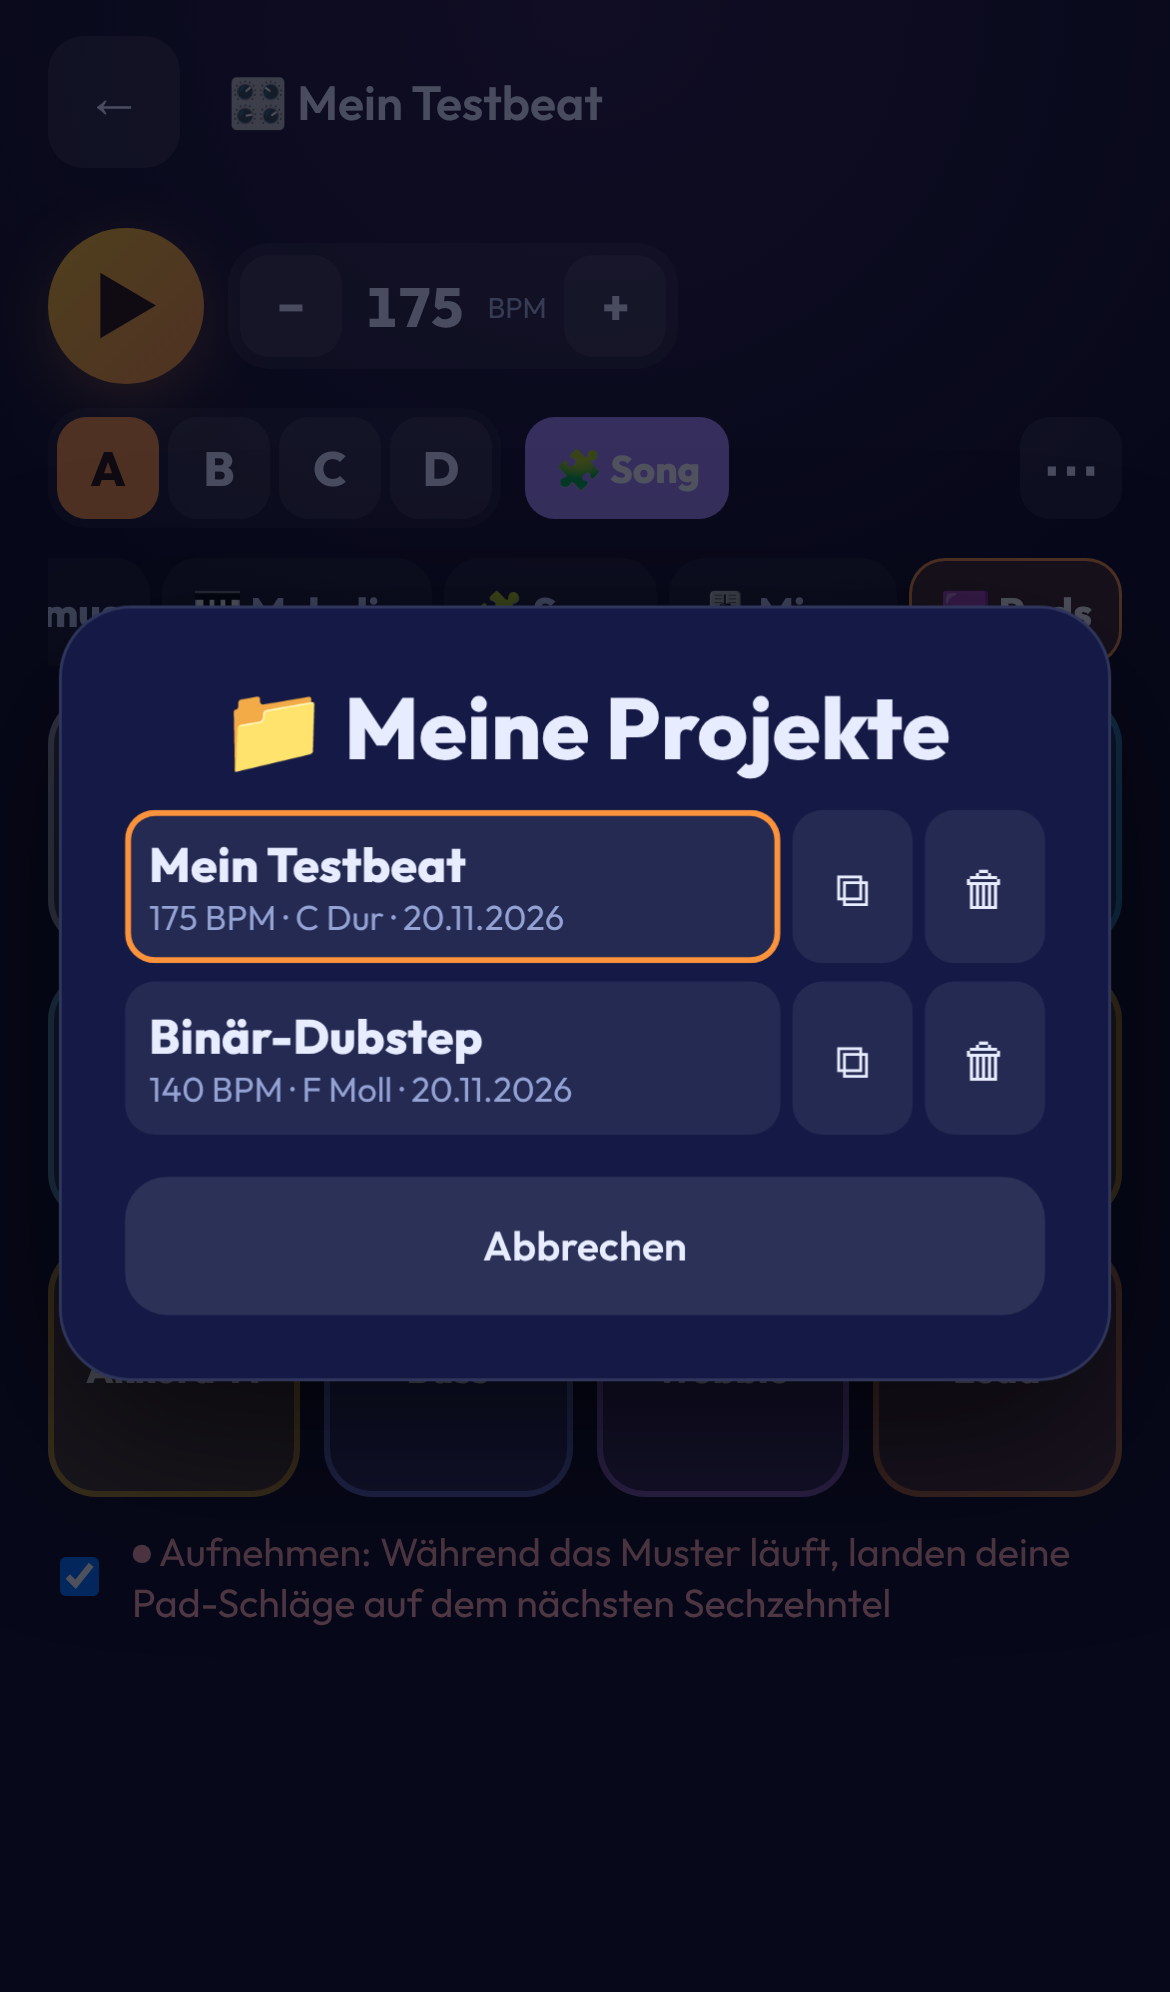 Mein Testbeat
175 BPM
A B C D Song
Meine Projekte
Mein Testbeat
175 BPM · C Dur · 20.11.2026
Binär-Dubstep
140 BPM · F Moll · 20.11.2026
Abbrechen
Aufnehmen: Während das Muster läuft, landen deine
Pad-Schläge auf dem nächsten Sechzehntel